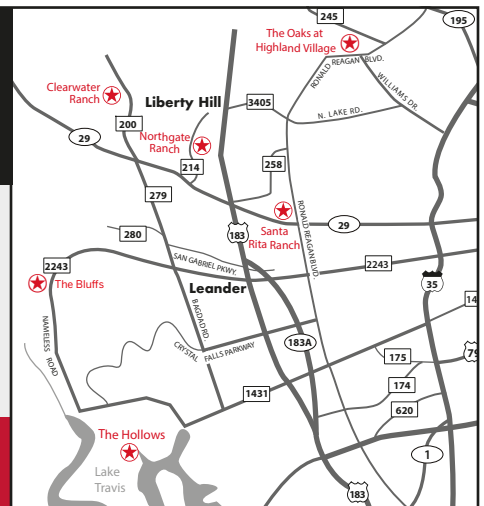 245
195
The Oaks at
Highland Village
RONALD REAGAN BLVD.
WILLIAMS DR.
Clearwater
Ranch
Liberty Hill
3405
N. LAKE RD.
200
29
Northgate
Ranch
214
258
279
RONALD REAGAN BLVD.
Santa
Rita Ranch
29
280
183
SAN GABRIEL PKWY.
2243
2243
The Bluffs
Leander
35
BAGDAD RD.
NAMELESS
ROAD
CRYSTAL FALLS PARKWAY
183A
14
175
79
174
1431
620
The Hollows
1
Lake
Travis
183